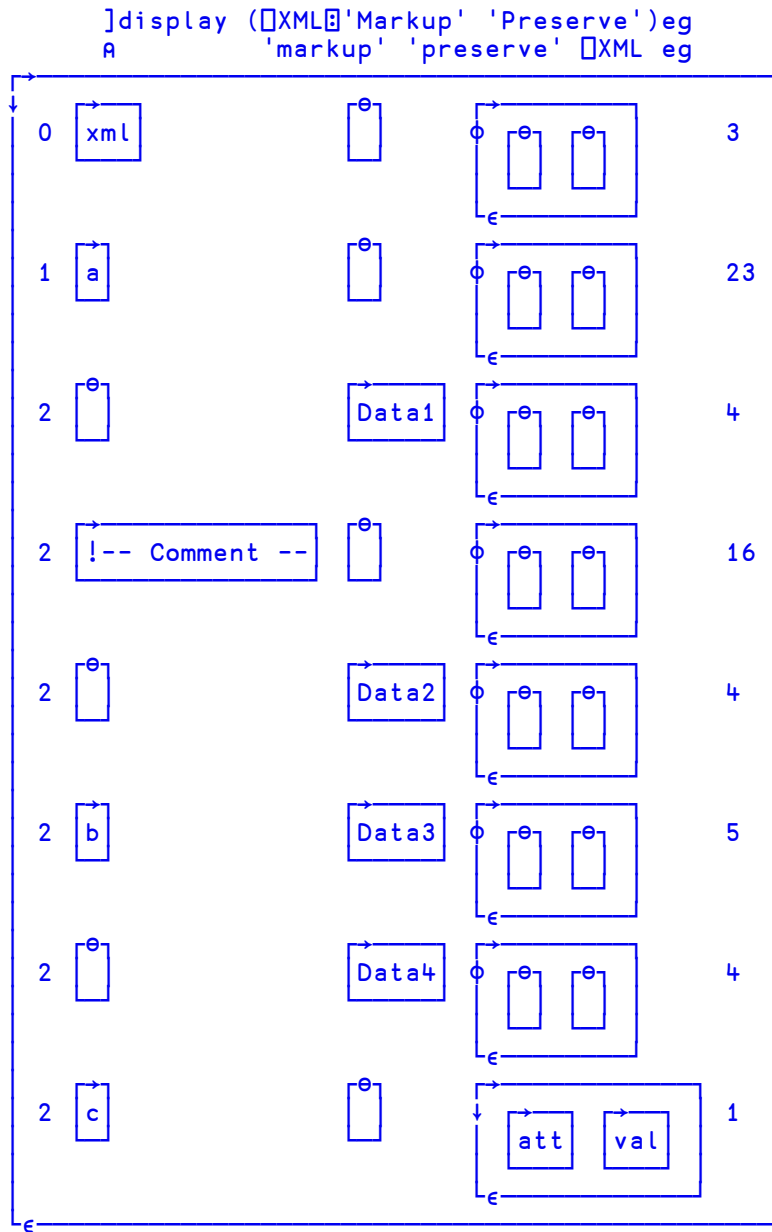 ]display (⎕XML⍠'Markup' 'Preserve')eg
⍝ 'markup' 'preserve' ⎕XML eg
┌→─────────────────────────────────────────────
↓ ┌→──┐ ┌⊖┐ ┌→────────┐
0 │xml│ │ │ ⌽ ┌⊖┐ ┌⊖┐ │ 3
└───┘ └─┘ │ └─┘ └─┘ │
└∊────────┘
┌→┐ ┌⊖┐ ┌→────────┐
1 │a│ │ │ ⌽ ┌⊖┐ ┌⊖┐ │ 23
└─┘ └─┘ │ └─┘ └─┘ │
└∊────────┘
┌⊖┐ ┌→────┐ ┌→────────┐
2 │ │ │Data1│ ⌽ ┌⊖┐ ┌⊖┐ │ 4
└─┘ └─────┘ │ └─┘ └─┘ │
└∊────────┘
┌→─────────────┐ ┌⊖┐ ┌→────────┐
2 │!-- Comment --│ │ │ ⌽ ┌⊖┐ ┌⊖┐ │ 16
└──────────────┘ └─┘ │ └─┘ └─┘ │
└∊────────┘
┌⊖┐ ┌→────┐ ┌→────────┐
2 │ │ │Data2│ ⌽ ┌⊖┐ ┌⊖┐ │ 4
└─┘ └─────┘ │ └─┘ └─┘ │
└∊────────┘
┌→┐ ┌→────┐ ┌→────────┐
2 │b│ │Data3│ ⌽ ┌⊖┐ ┌⊖┐ │ 5
└─┘ └─────┘ │ └─┘ └─┘ │
└∊────────┘
┌⊖┐ ┌→────┐ ┌→────────┐
2 │ │ │Data4│ ⌽ ┌⊖┐ ┌⊖┐ │ 4
└─┘ └─────┘ │ └─┘ └─┘ │
└∊────────┘
┌→┐ ┌⊖┐ ┌→────────────┐
2 │c│ │ │ ↓ ┌→──┐ ┌→──┐ │ 1
└─┘ └─┘ │ │att│ │val│ │
│ └───┘ └───┘ │
└∊────────────┘
└∊─────────────────────────────────────────────